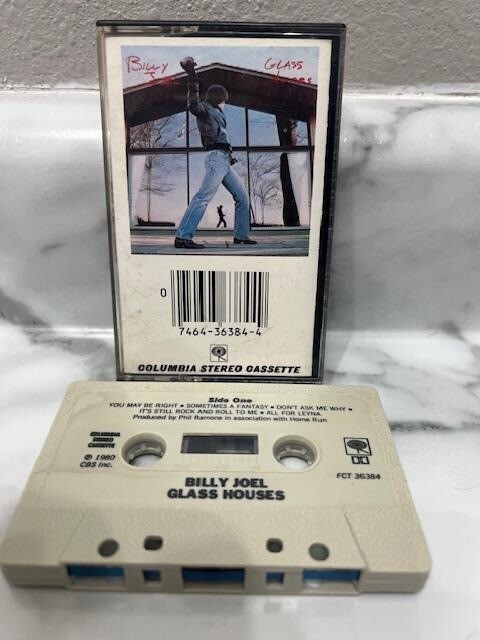 BILLY JOEL
GLASS HOUSES
0
7464-36384-4
COLUMBIA STEREO CASSETTE
Side One
YOU MAY BE RIGHT • SOMETIMES A FANTASY • DON'T ASK ME WHY •
IT'S STILL ROCK AND ROLL TO ME • ALL FOR LEYNA
Produced by Phil Ramone in association with Home Run
COLUMBIA
STEREO
CASSETTE
℗ 1980
CBS Inc.
FCT 36384
BILLY JOEL
GLASS HOUSES